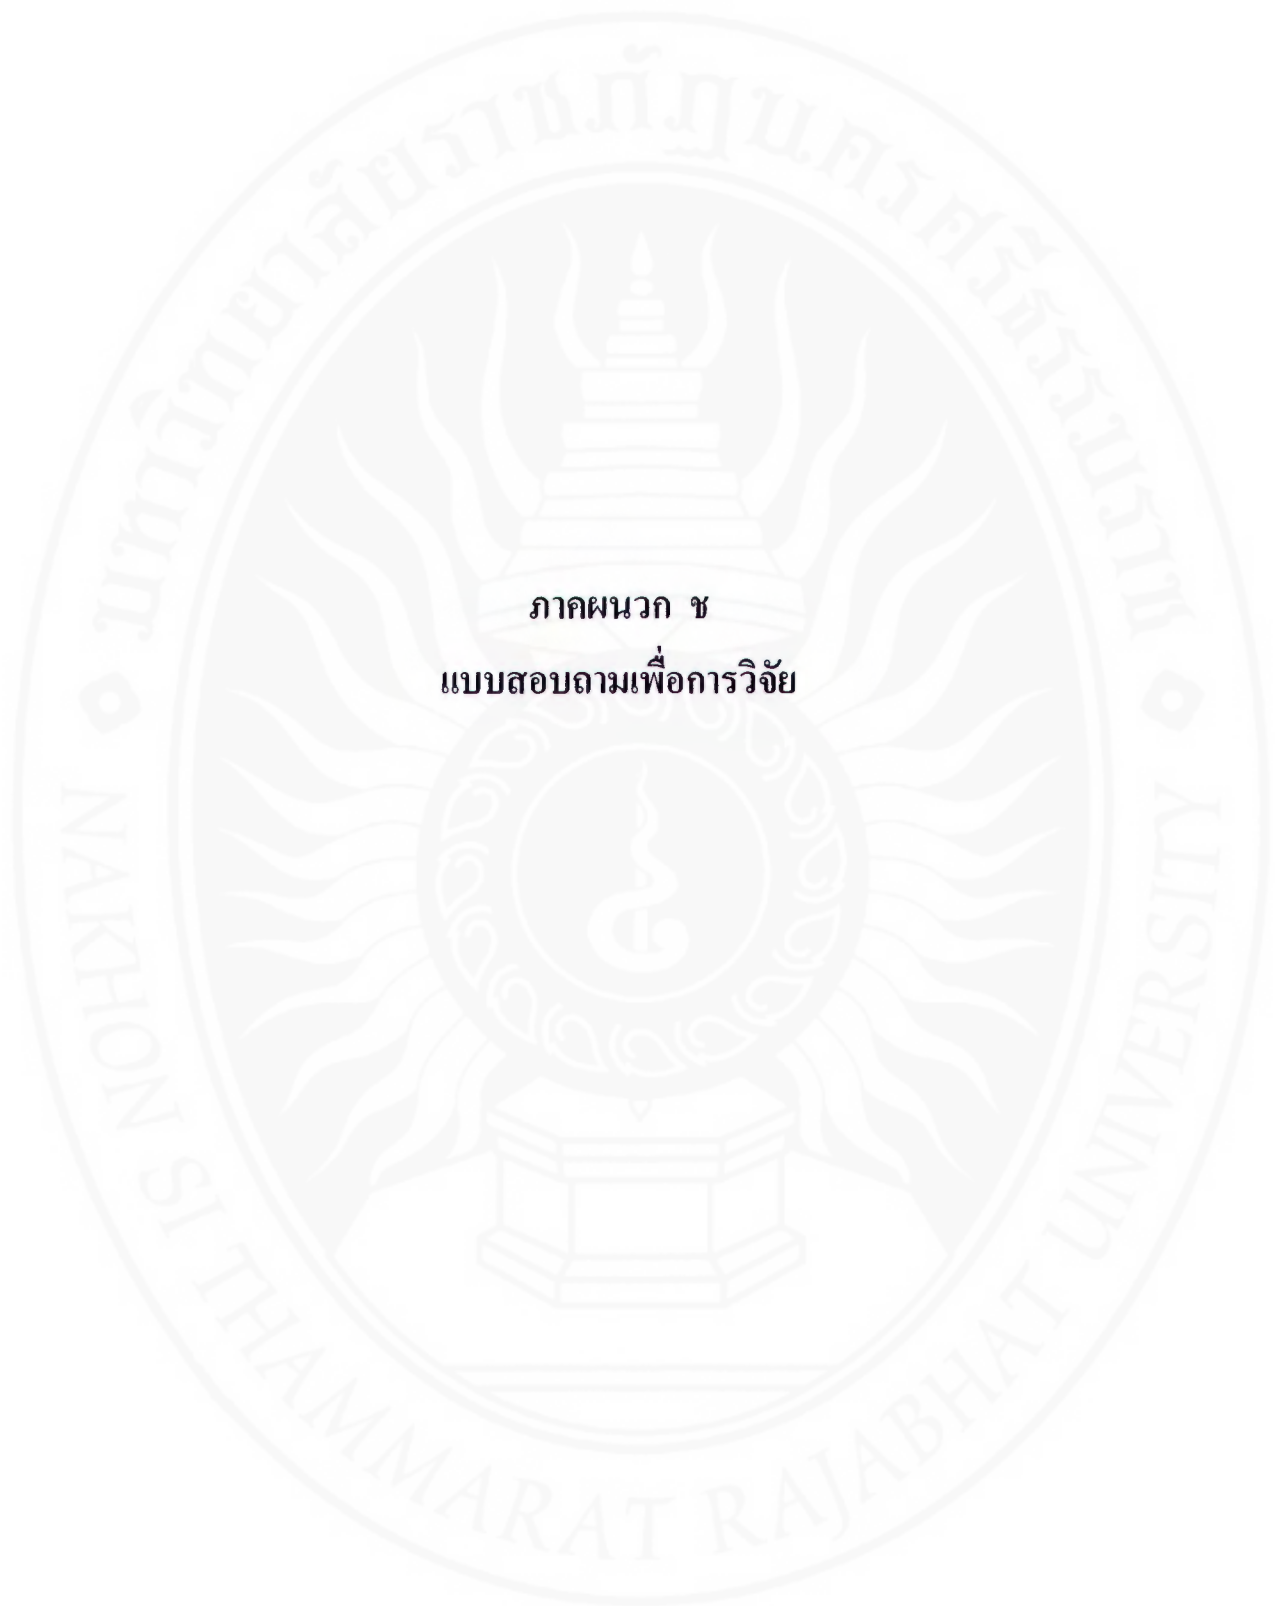 มหาวิทยาลัยราชภัฏนครศรีธรรมราช
ภาคผนวก ช
แบบสอบถามเพื่อการวิจัย
NAKHON SI THAMMARAT RAJABHAT UNIVERSITY